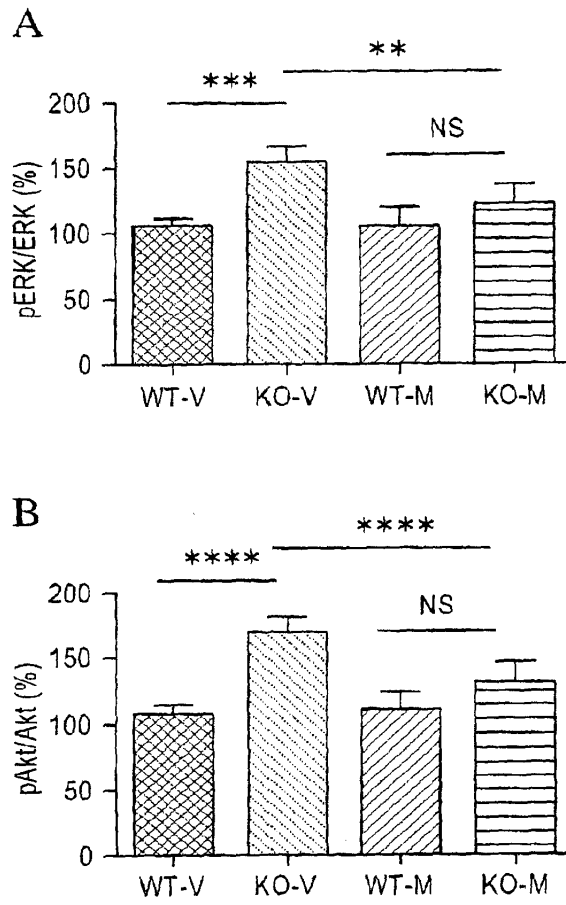 A
**
***
200
NS
150
100
50
0
pERK/ERK (%)
WT-V KO-V WT-M KO-M
B
****
****
200
NS
150
100
50
0
pAkt/Akt (%)
WT-V KO-V WT-M KO-M